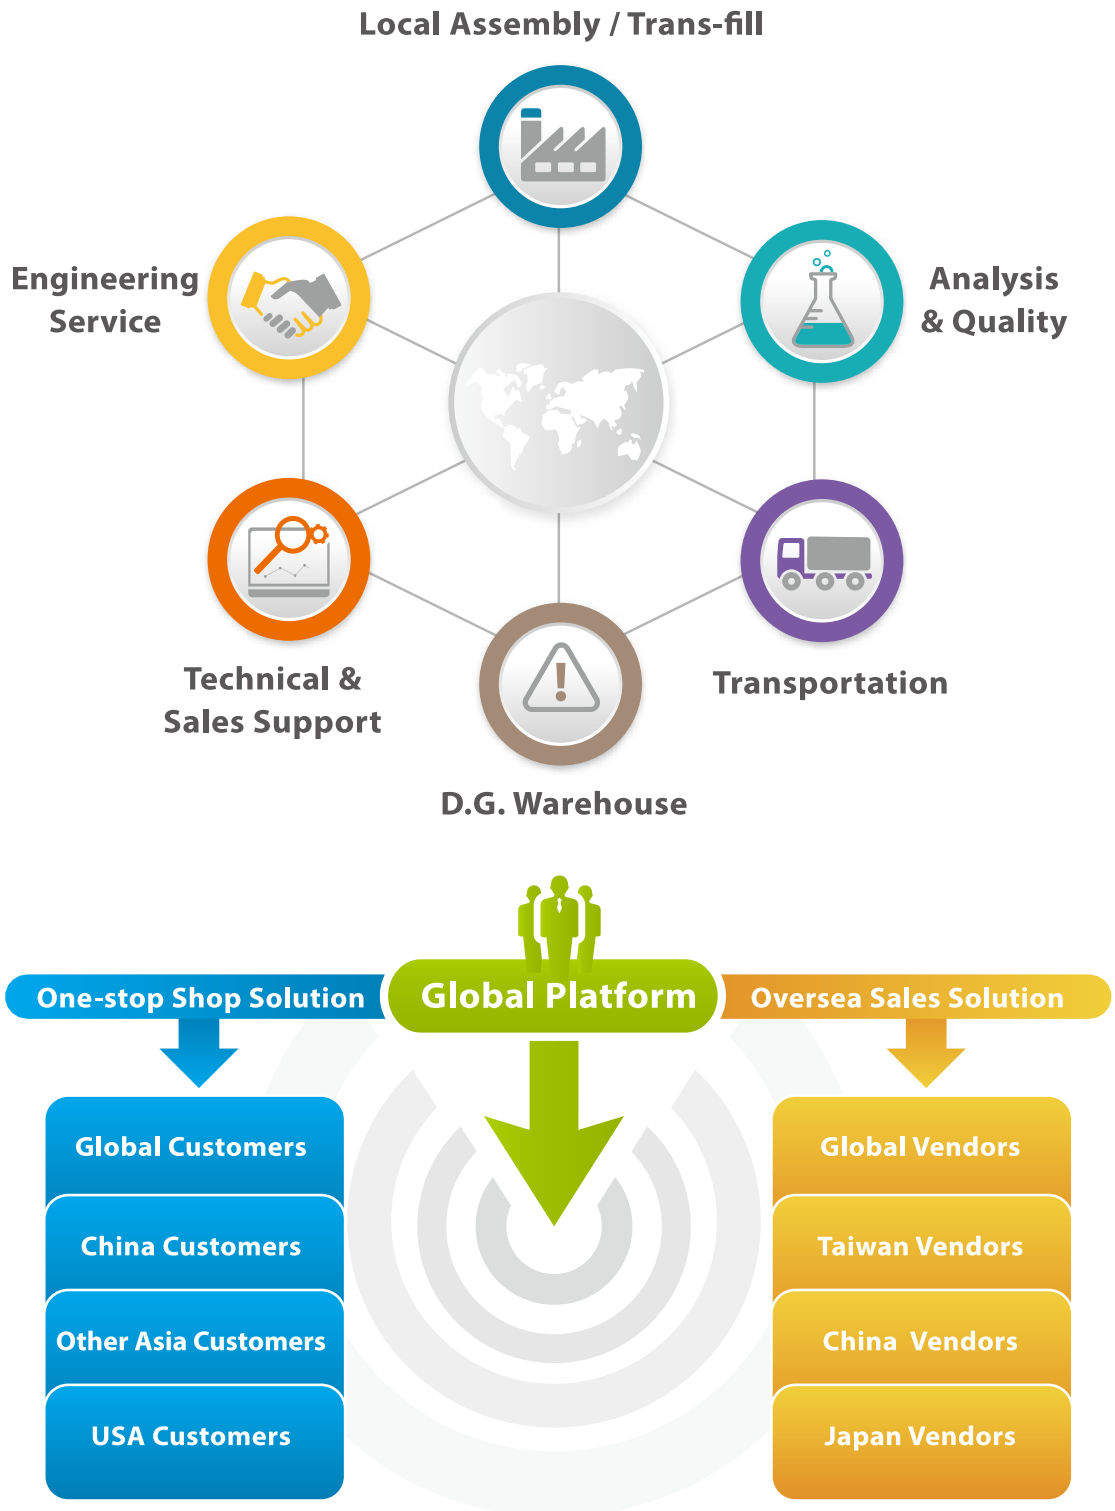 Local Assembly / Trans-fill
Engineering
Service
Analysis
& Quality
Technical &
Sales Support
Transportation
D.G. Warehouse
One-stop Shop Solution
Global Platform
Oversea Sales Solution
Global Customers
China Customers
Other Asia Customers
USA Customers
Global Vendors
Taiwan Vendors
China Vendors
Japan Vendors